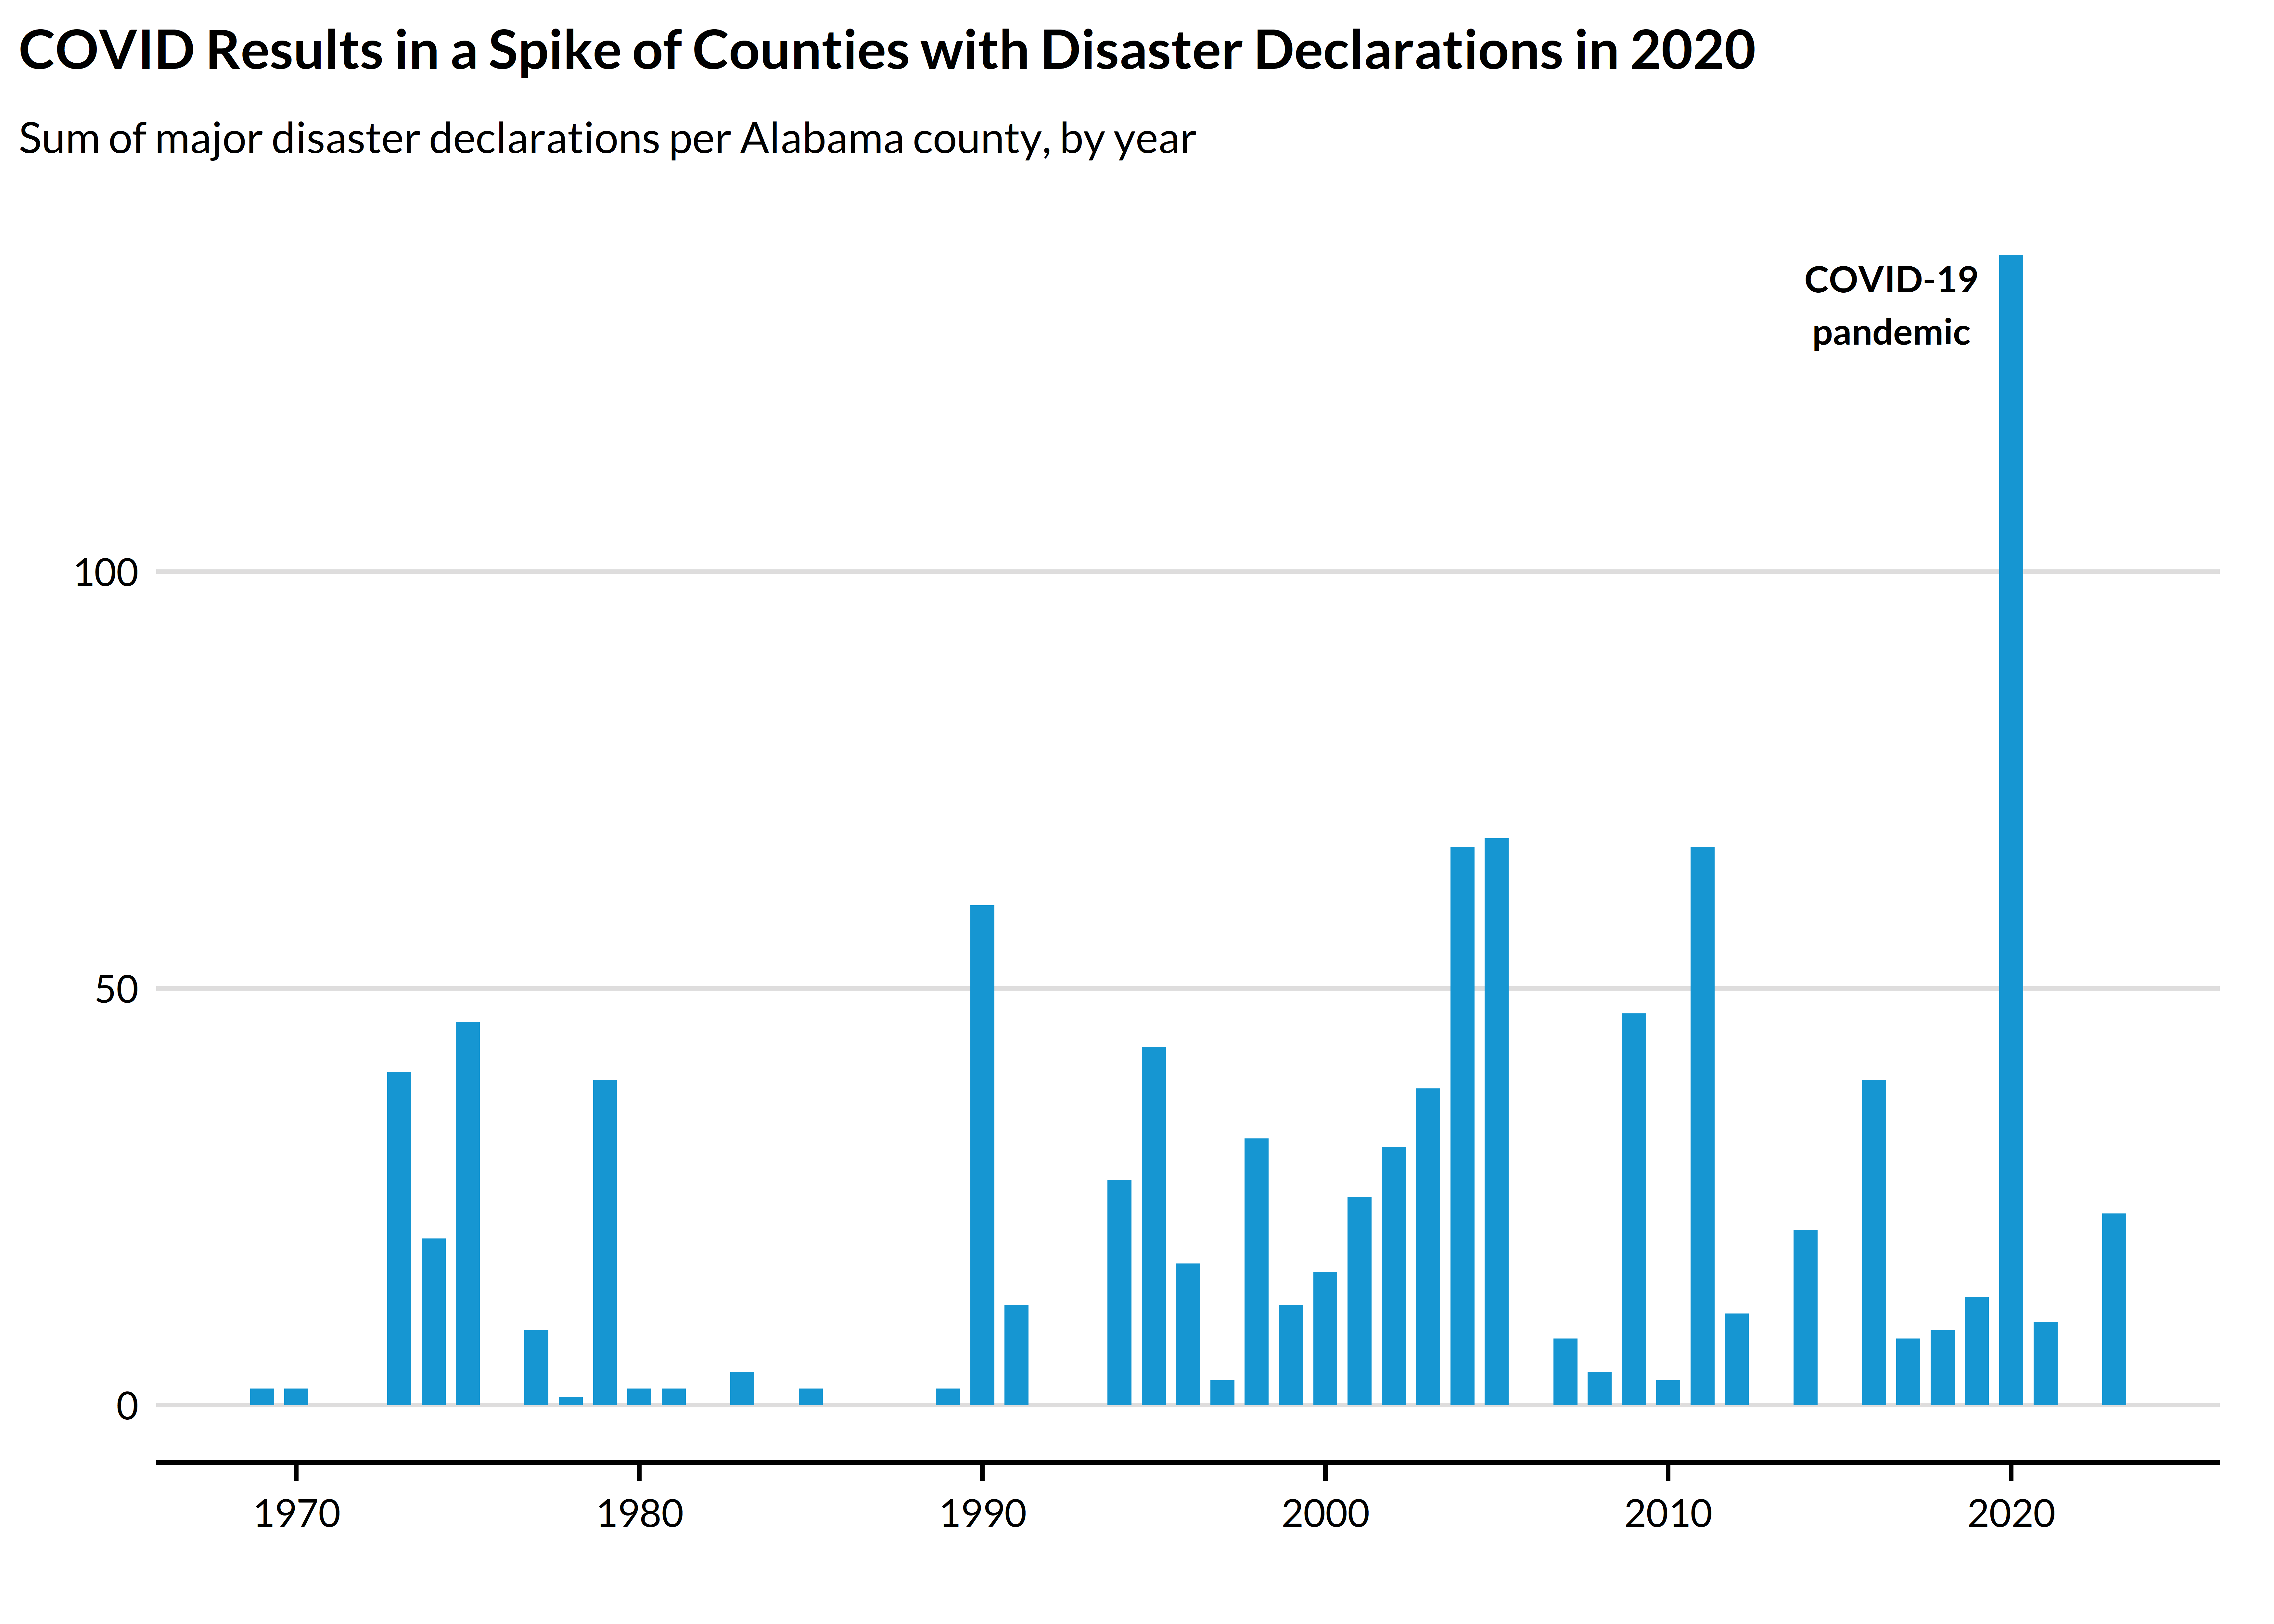 COVID Results in a Spike of Counties with Disaster Declarations in 2020
Sum of major disaster declarations per Alabama county, by year
COVID-19
pandemic
100
50
0
1970 1980 1990 2000 2010 2020